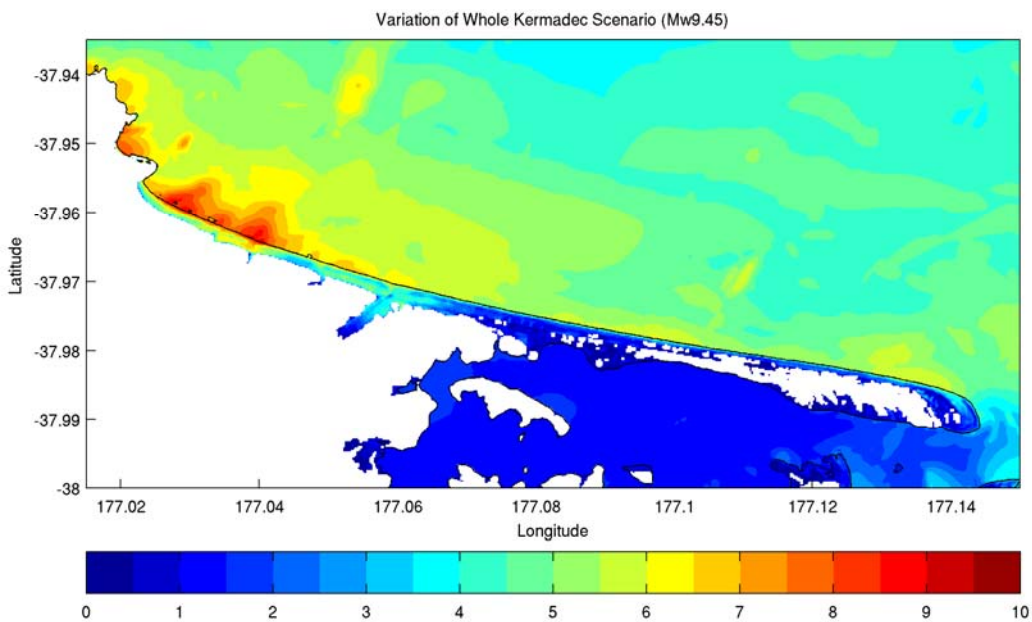 Variation of Whole Kermadec Scenario (Mw9.45)
-37.94
-37.95
-37.96
-37.97
-37.98
-37.99
-38
Latitude
177.02 177.04 177.06 177.08 177.1 177.12 177.14
Longitude
0 1 2 3 4 5 6 7 8 9 10